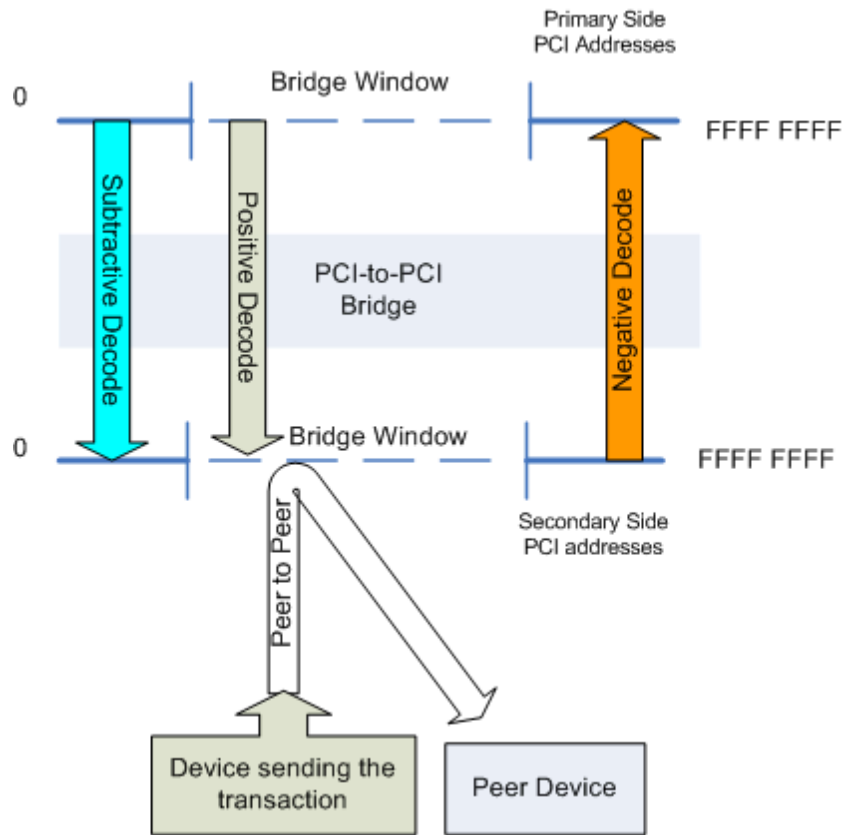 Primary Side
PCI Addresses
0
Bridge Window
FFFF FFFF
Subtractive Decode
Positive Decode
Negative Decode
PCI-to-PCI
Bridge
0
Bridge Window
FFFF FFFF
Secondary Side
PCI addresses
Peer to Peer
Device sending the
transaction
Peer Device